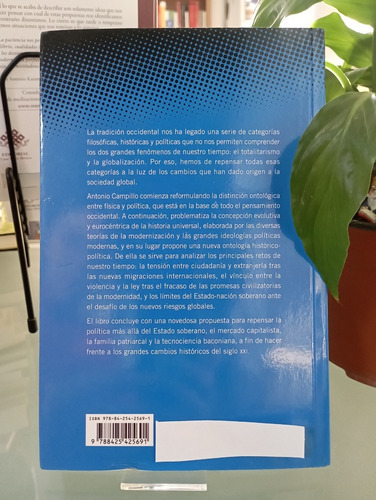 La tradición occidental nos ha legado una serie de categorías
filosóficas, históricas y políticas que no nos permiten comprender
los dos grandes fenómenos de nuestro tiempo: el totalitarismo
y la globalización. Por eso, hemos de repensar todas esas
categorías a la luz de los cambios que han dado origen a la
sociedad global.
Antonio Campillo comienza reformulando la distinción ontológica
entre física y política, que está en la base de todo el pensamiento
occidental. A continuación, problematiza la concepción evolutiva
y eurocéntrica de la historia universal, elaborada por las diversas
teorías de la modernización y las grandes ideologías políticas
modernas, y en su lugar propone una nueva ontología histórico-
política. De ella se sirve para analizar los principales retos de
nuestro tiempo: la tensión entre ciudadanía y extranjería tras
las nuevas migraciones internacionales, el vínculo entre la
violencia y la ley tras el fracaso de las promesas civilizatorias
de la modernidad, y los límites del Estado-nación soberano ante
el desafío de los nuevos riesgos globales.
El libro concluye con una novedosa propuesta para repensar la
política más allá del Estado soberano, el mercado capitalista,
la familia patriarcal y la tecnociencia baconiana, a fin de hacer
frente a los grandes cambios históricos del siglo XXI.
ISBN 978-84-254-2569-1
9 788425 425691